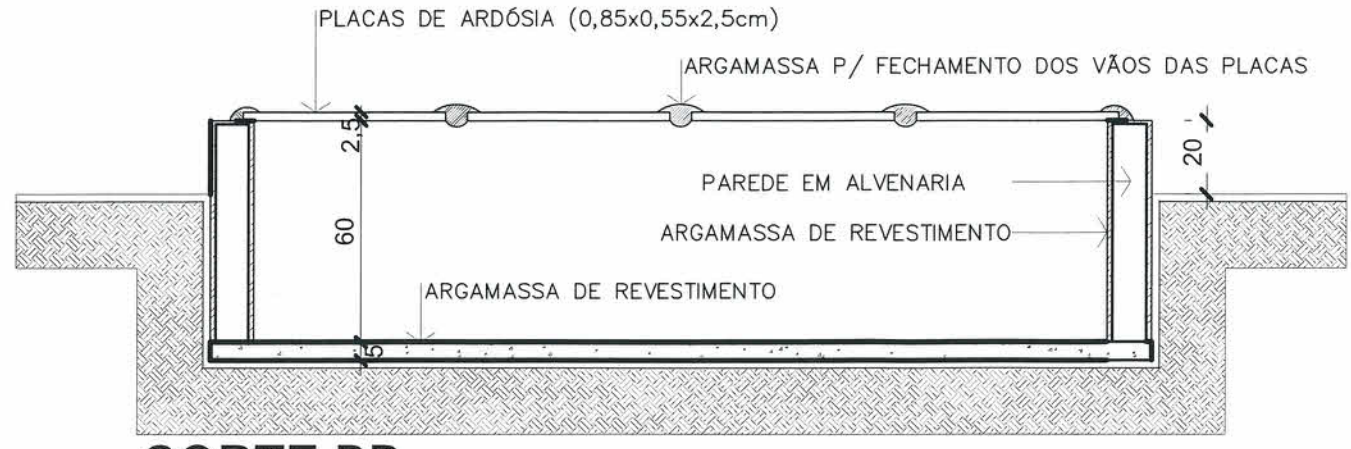 PLACAS DE ARDÓSIA (0,85x0,55x2,5cm)
ARGAMASSA P/ FECHAMENTO DOS VÃOS DAS PLACAS
2,5
20
PAREDE EM ALVENARIA
60
ARGAMASSA DE REVESTIMENTO
ARGAMASSA DE REVESTIMENTO
5